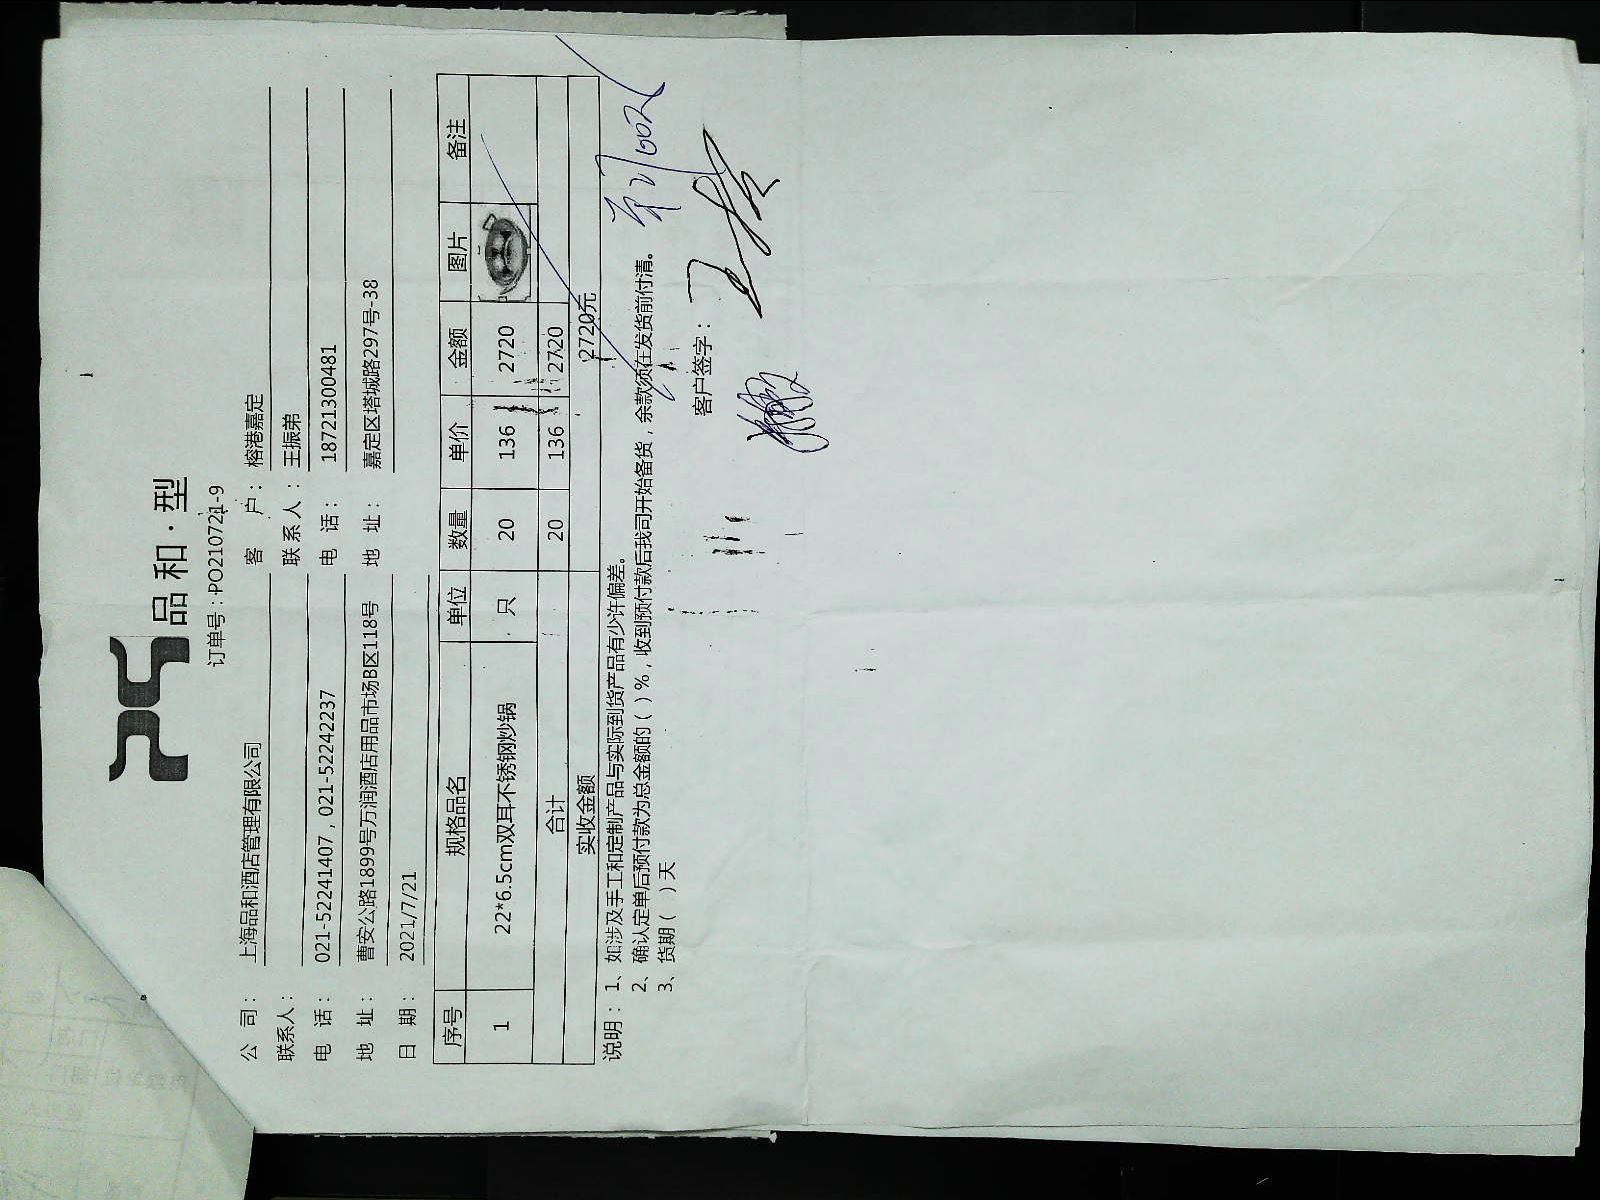 品和·型
订单号：PO210721-9
公 司： 上海品和酒店管理有限公司 客 户： 榕港嘉定
联系人： 联系人： 王振弟
电 话： 021-52241407，021-52242237 电 话： 18721300481
地 址： 曹安公路1899号万润酒店用品市场B区118号 地 址： 嘉定区塔城路297号-38
日 期： 2021/7/21
序号 规格品名 单位 数量 单价 金额 图片 备注
1 22*6.5cm双耳不锈钢炒锅 只 20 136 2720
合计 20 136 2720
实收金额 2720元
说明：1、如涉及手工和定制产品与实际到货产品有少许偏差。
2、确认定单后预付款为总金额的（ ）%，收到预付款后我司开始备货，余款须在发货前付清。
3、货期（ ）天
客户签字：